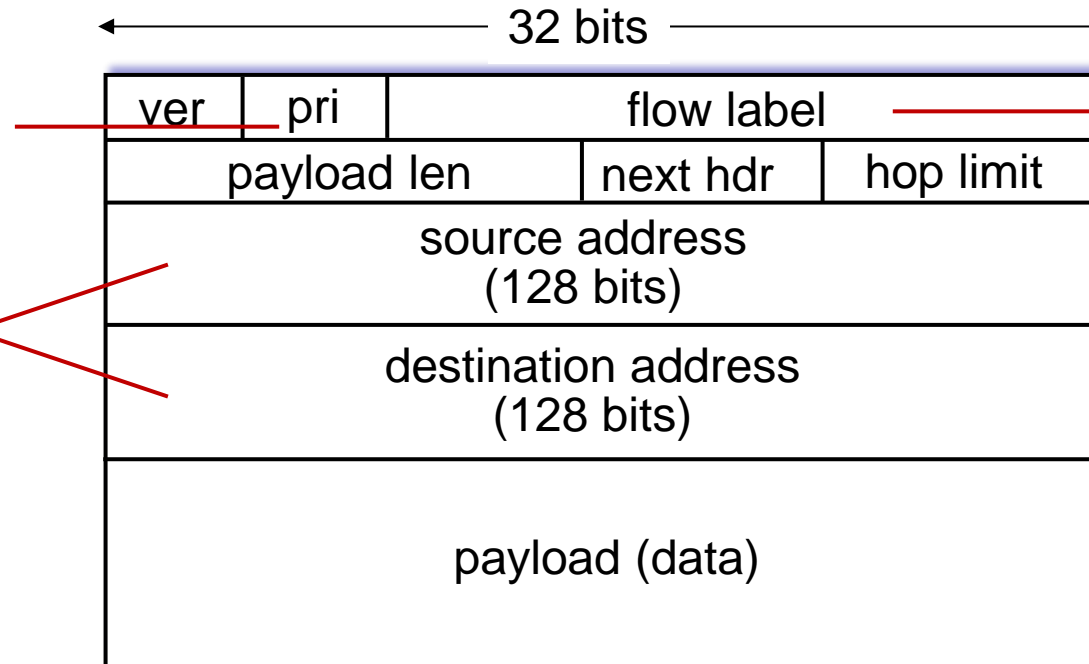 32 bits
ver pri flow label
payload len next hdr hop limit
source address
(128 bits)
destination address
(128 bits)
payload (data)